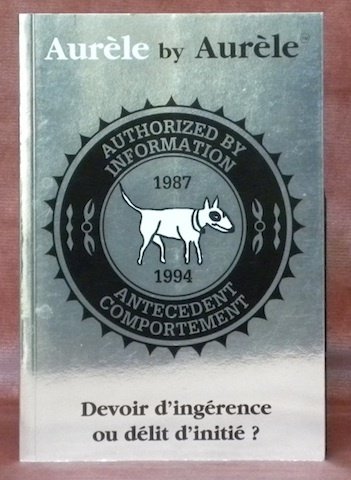 Aurèle by Aurèle
AUTHORIZED BY
INFORMATION
1987
1994
ANTECEDENT
COMPORTEMENT
Devoir d'ingérence
ou délit d'initié ?